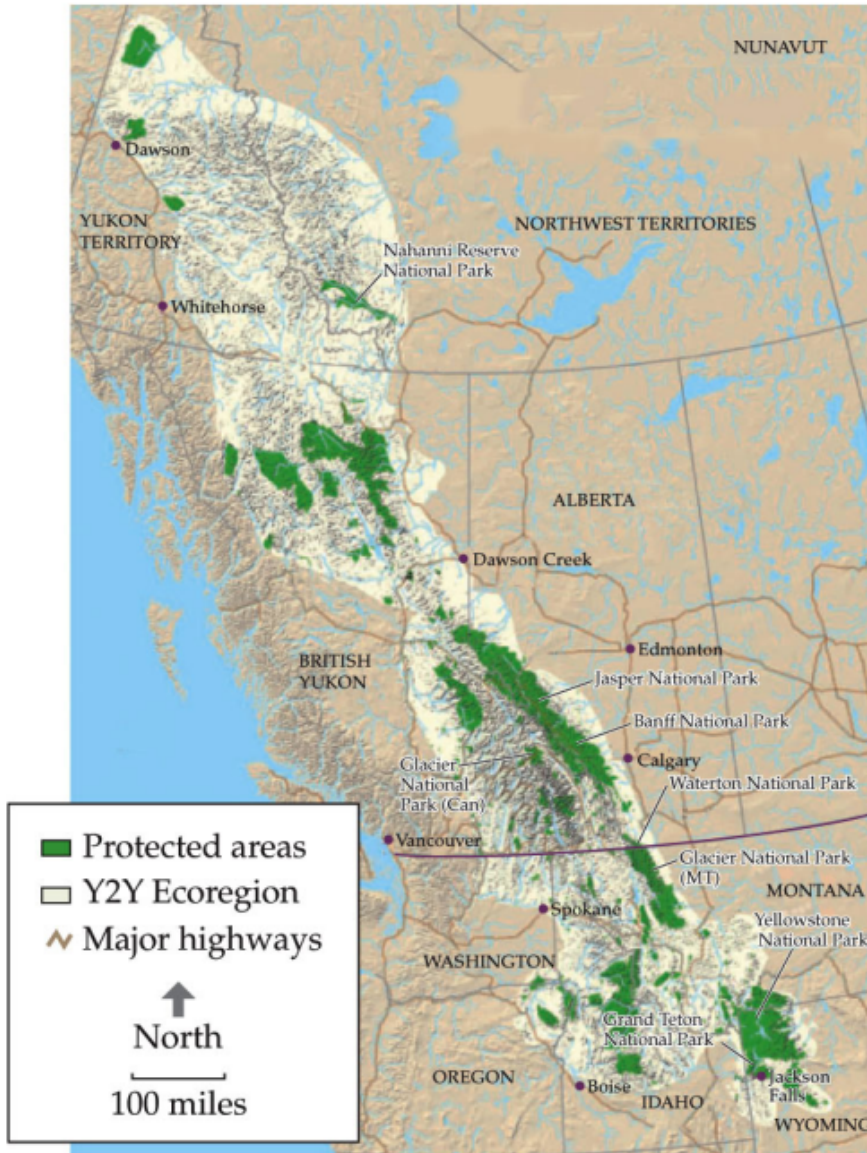 NUNAVUT
Dawson
YUKON
TERRITORY
NORTHWEST TERRITORIES
Nahanni Reserve
National Park
Whitehorse
ALBERTA
Dawson Creek
BRITISH
YUKON
Edmonton
Jasper National Park
Banff National Park
Glacier
National
Park (Can)
Calgary
Waterton National Park
Vancouver
Glacier National Park
(MT)
MONTANA
Spokane
Yellowstone
National Park
WASHINGTON
Grand Teton
National Park
Jackson
Falls
OREGON
Boise
IDAHO
WYOMING
Protected areas
Y2Y Ecoregion
Major highways
North
100 miles